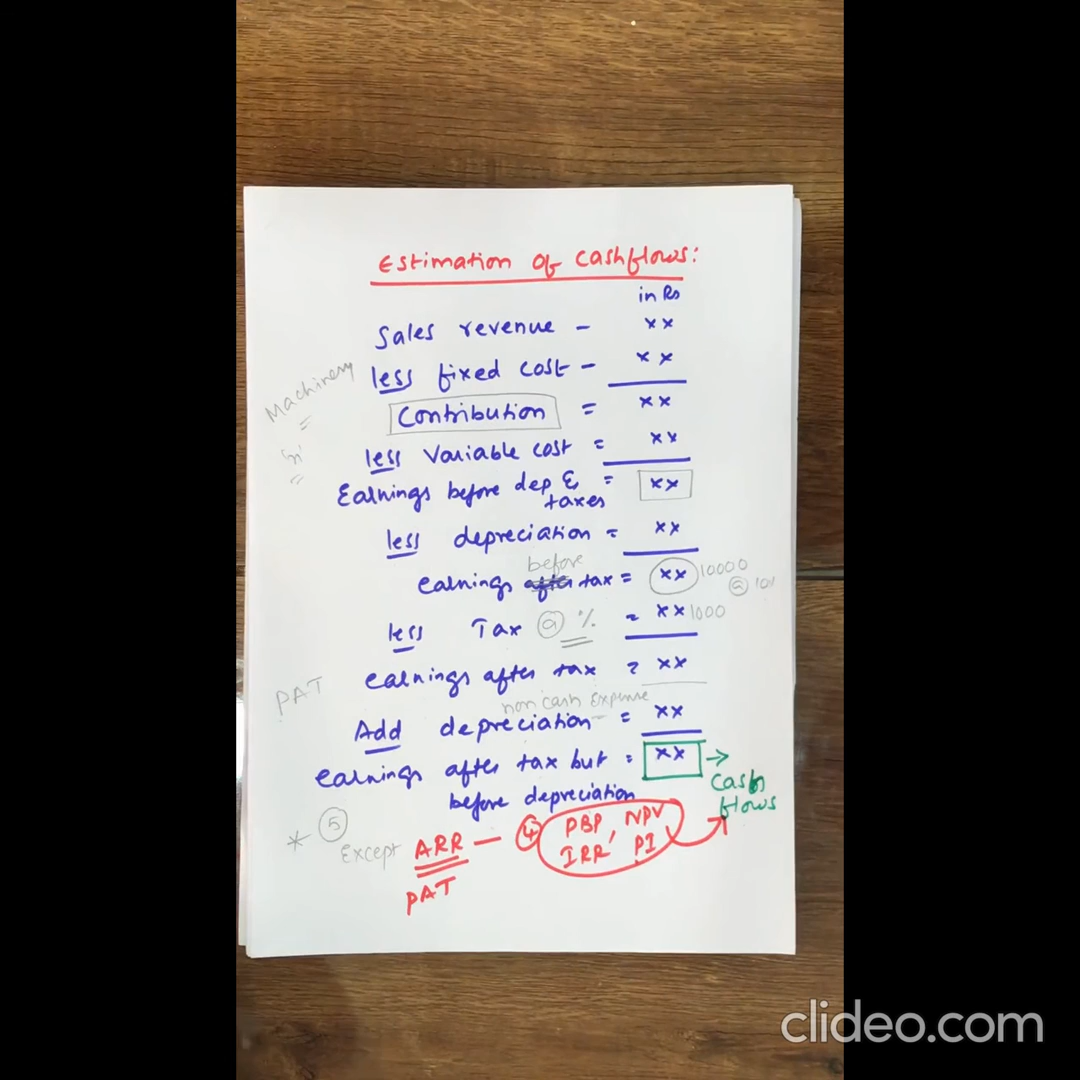 Estimation of cashflows:
in Rs
Sales revenue - xx
less fixed cost - xx
Machinery
=
Contribution = xx
less Variable cost = xx
=
Earnings before dep & taxes = xx
less depreciation = xx
before
earnings after tax = xx 10000
@ 10%
less Tax @ % = xx 1000
earnings after tax = xx
PAT
non cash Expense
Add depreciation = xx
earnings after tax but = xx → Cash flows
before depreciation
* 5
Except ARR - 4 PBP, NPV
IRR, PI
PAT
clideo.com